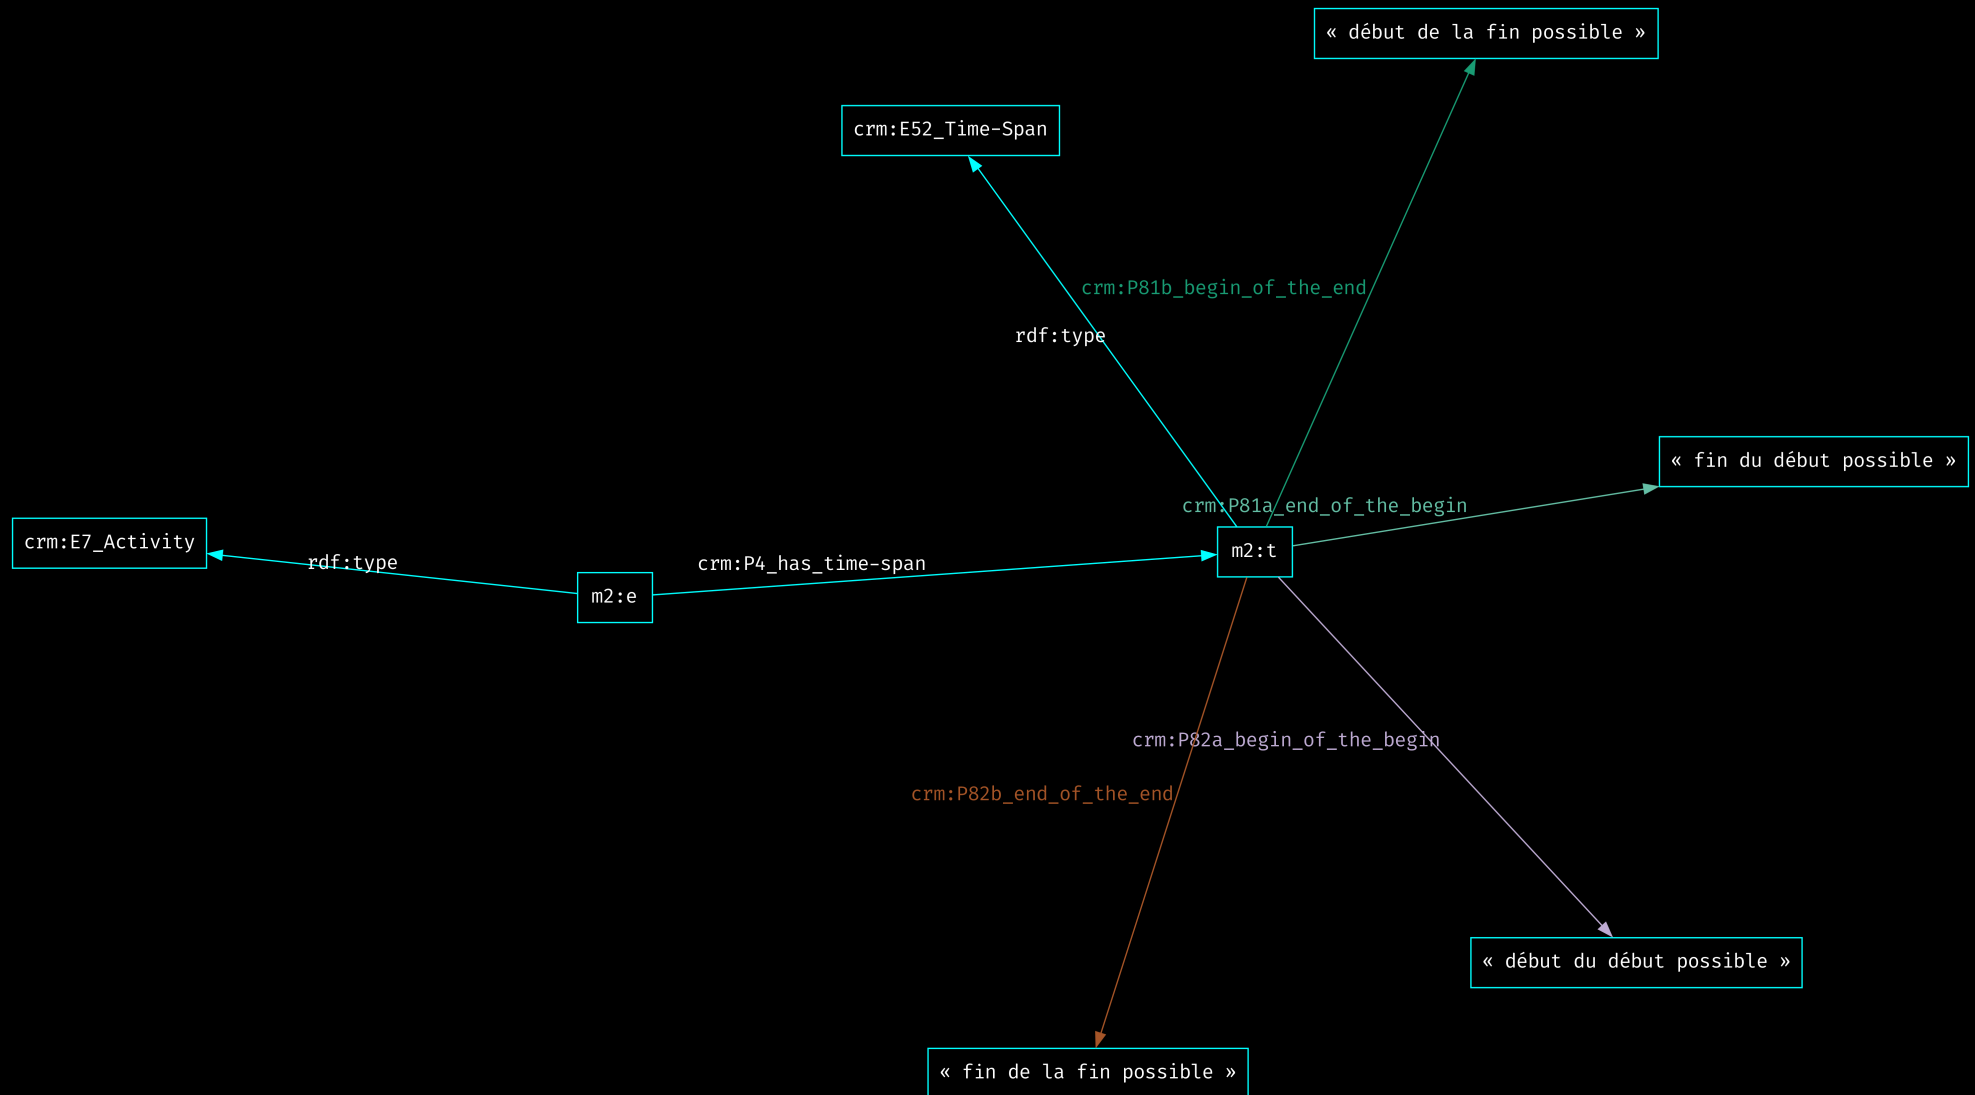 « début de la fin possible »
crm:E52_Time-Span
crm:P81b_begin_of_the_end
rdf:type
« fin du début possible »
crm:P81a_end_of_the_begin
crm:E7_Activity
rdf:type
crm:P4_has_time-span
m2:t
m2:e
crm:P82a_begin_of_the_begin
crm:P82b_end_of_the_end
« début du début possible »
« fin de la fin possible »